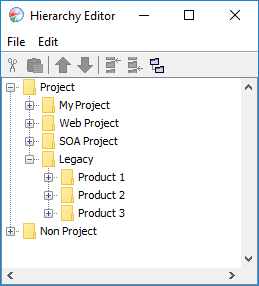 Hierarchy Editor
File Edit
Project
My Project
Web Project
SOA Project
Legacy
Product 1
Product 2
Product 3
Non Project